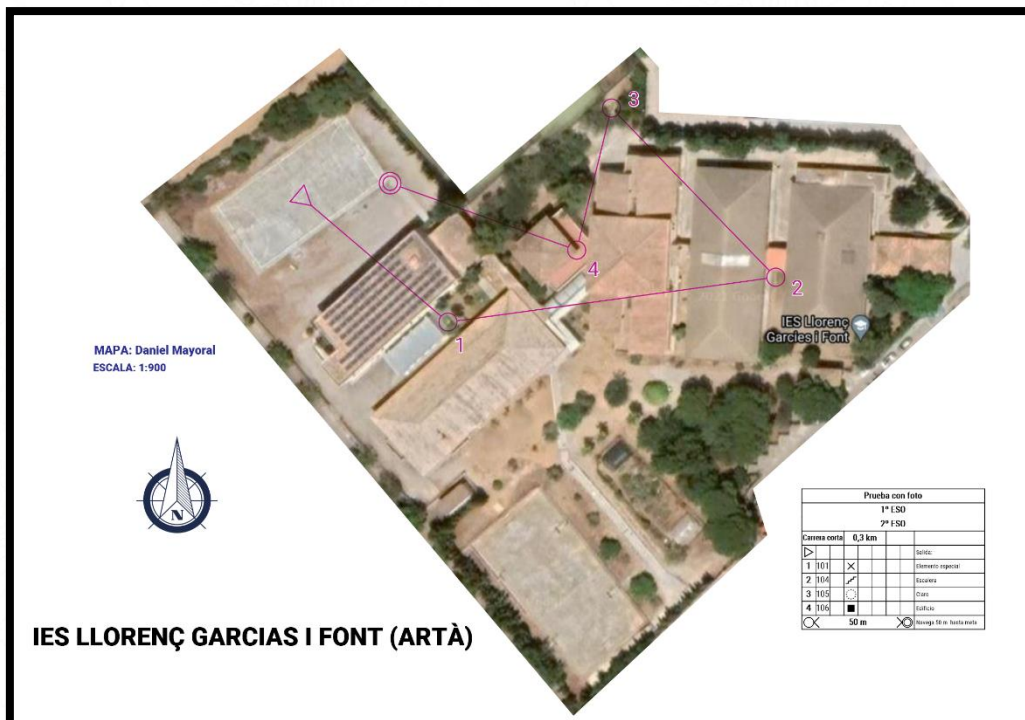 3
4
2
1
IES Llorenç
Garcies i Font
MAPA: Daniel Mayoral
ESCALA: 1:900
N
Prueba con foto
1º ESO
2º ESO
Carrera corta 0,3 km
Salida:
1 101 Elemento especial
2 104 Escalera
3 105 Claro
4 106 Edificio
50 m Navega 50 m hasta meta
IES LLORENÇ GARCIAS I FONT (ARTÀ)